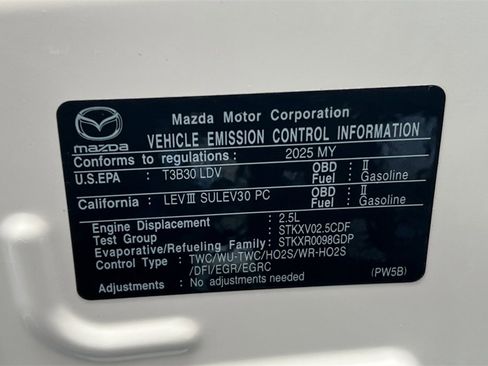 mazda
Mazda Motor Corporation
VEHICLE EMISSION CONTROL INFORMATION
Conforms to regulations : 2025 MY
U.S.EPA : T3B30 LDV OBD : II
Fuel : Gasoline
California : LEV III SULEV30 PC OBD : II
Fuel : Gasoline
Engine Displacement : 2.5L
Test Group : STKXV02.5CDF
Evaporative/Refueling Family: STKXR0098GDP
Control Type : TWC/WU-TWC/HO2S/WR-HO2S
/DFI/EGR/EGRC
Adjustments : No adjustments needed (PW5B)